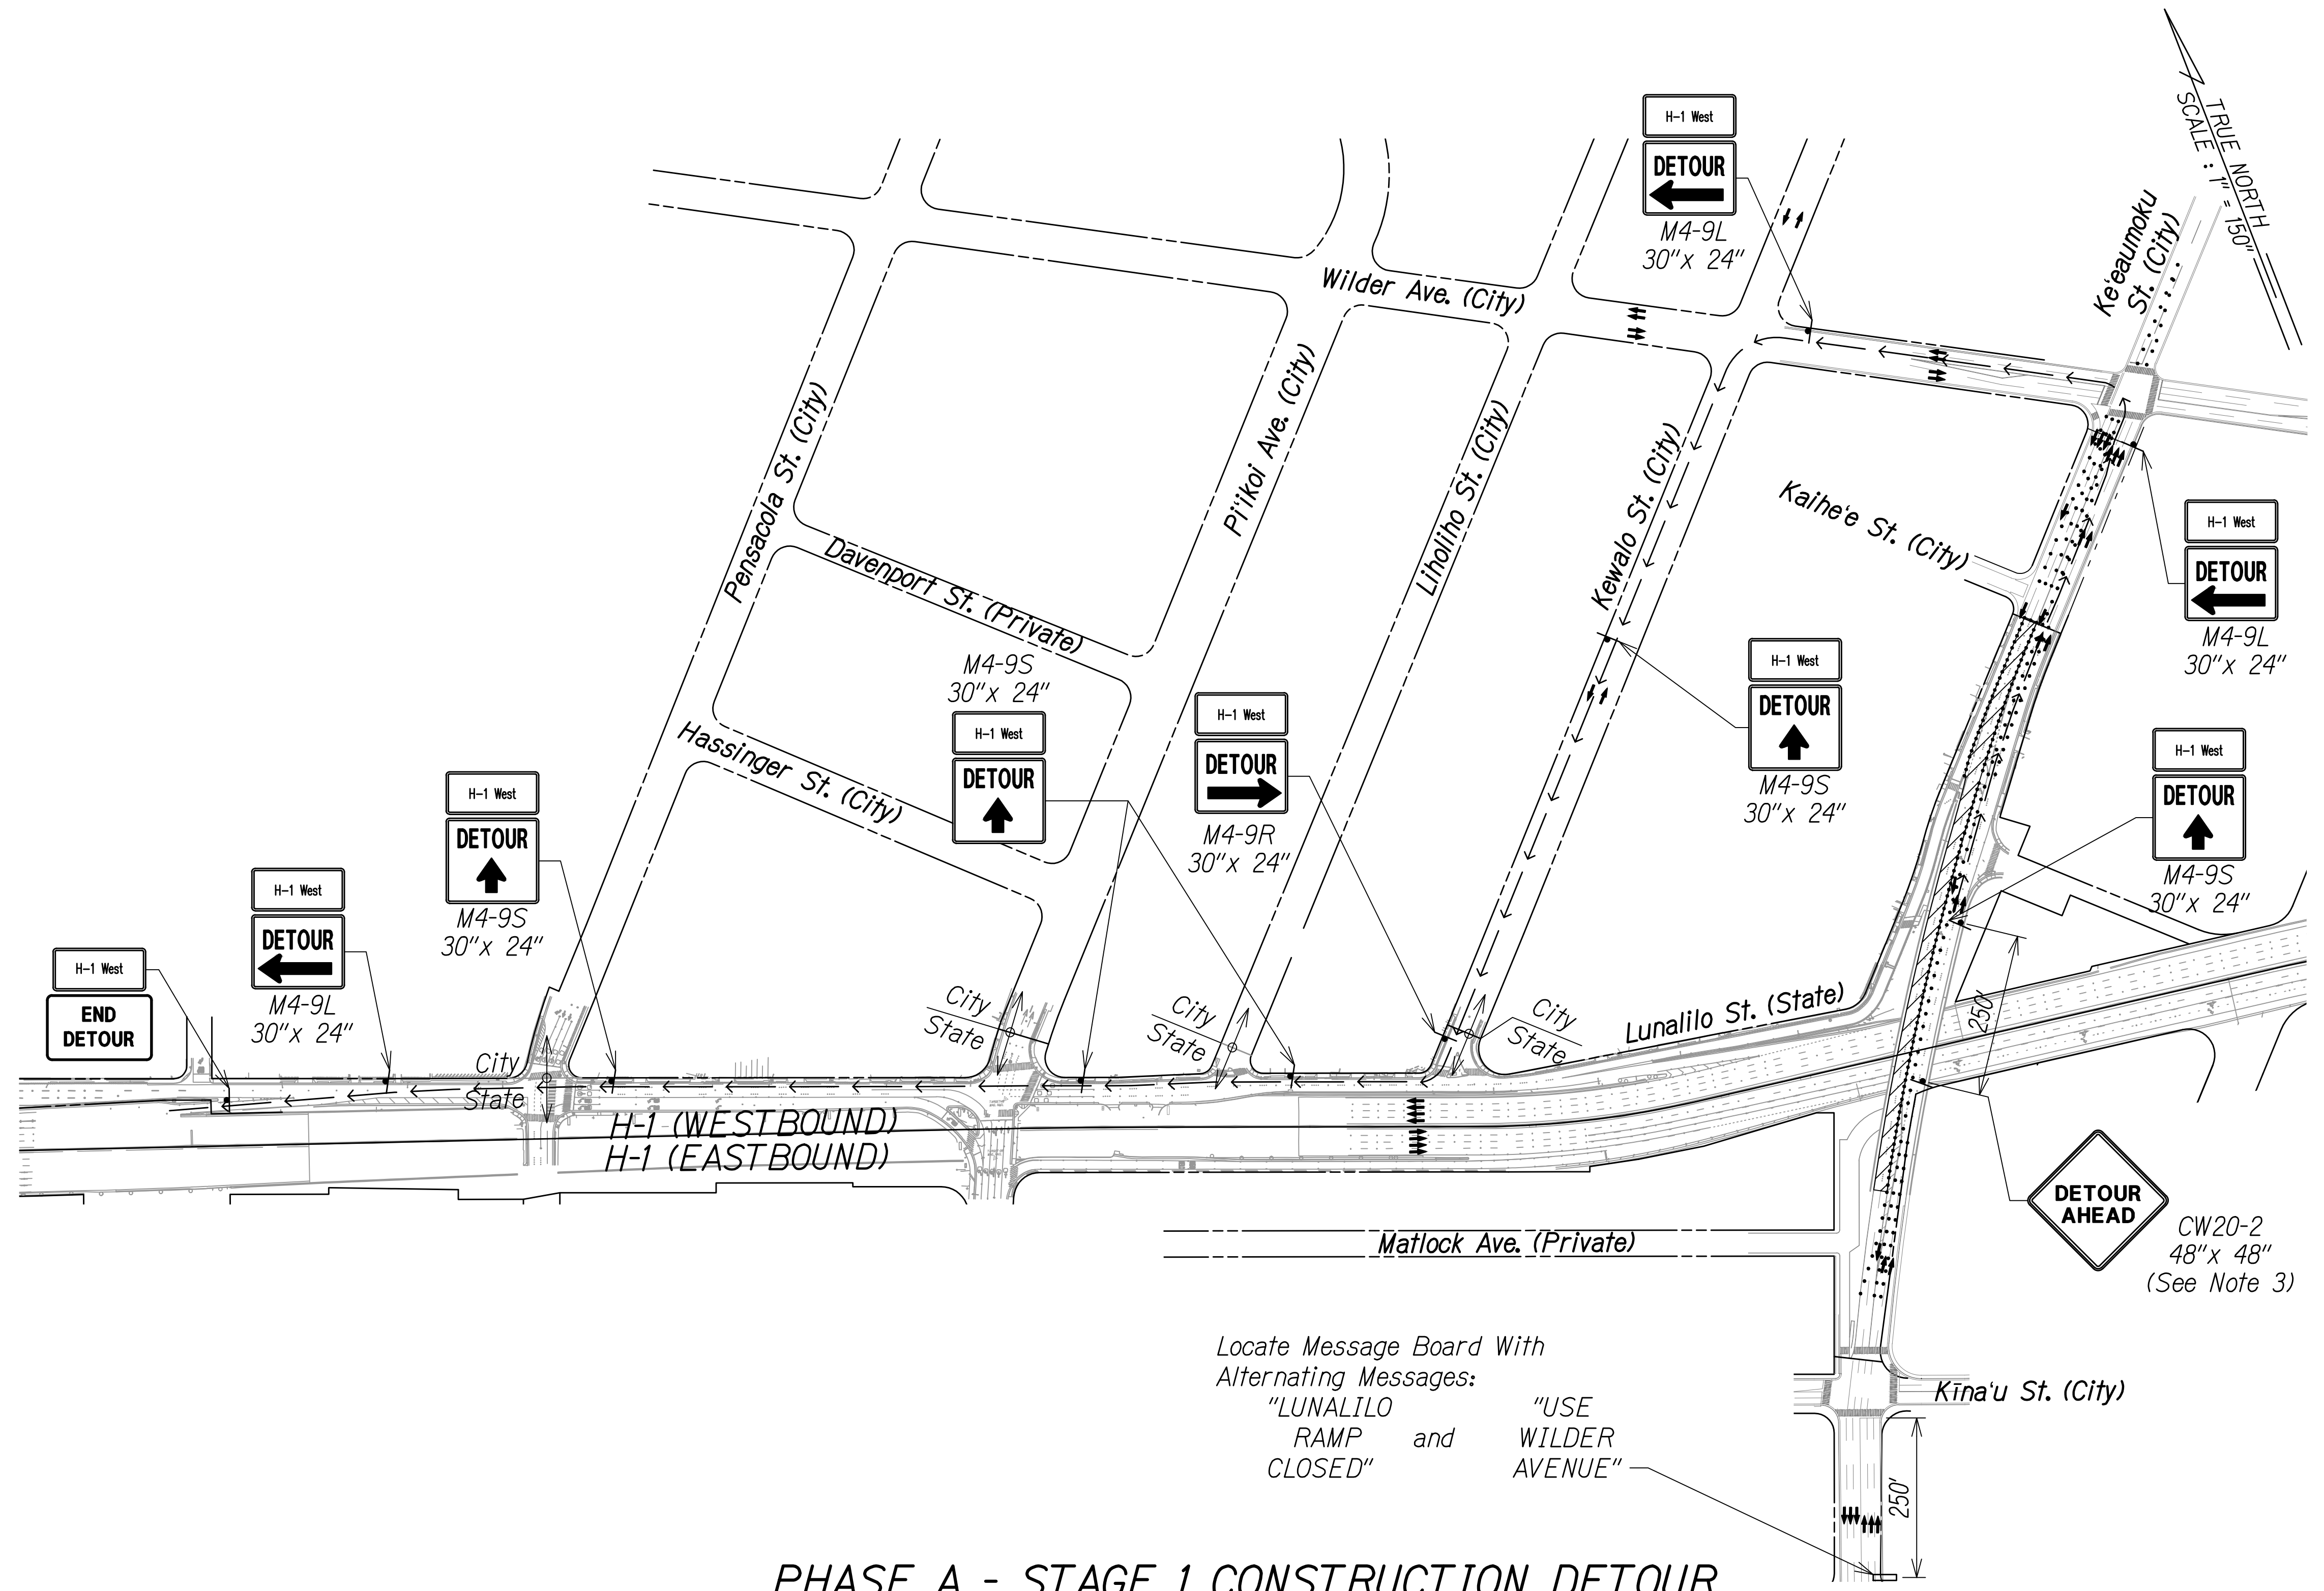 TRUE NORTH
SCALE : 1" = 150"
H-1 West
DETOUR
M4-9L
30"x 24"
Ke'eaumoku
St. (City)
Wilder Ave. (City)
Pensacola St. (City)
Pi'ikoi Ave. (City)
Liholiho St. (City)
Kewalo St. (City)
Kaihe'e St. (City)
H-1 West
DETOUR
M4-9L
30"x 24"
Davenport St. (Private)
M4-9S
30"x 24"
H-1 West
DETOUR
H-1 West
DETOUR
M4-9R
30"x 24"
H-1 West
DETOUR
M4-9S
30"x 24"
Hassinger St. (City)
H-1 West
DETOUR
M4-9S
30"x 24"
H-1 West
DETOUR
M4-9S
30"x 24"
H-1 West
DETOUR
M4-9L
30"x 24"
H-1 West
END
DETOUR
City
State
City
State
City
State
City
State
Lunalilo St. (State)
250'
H-1 (WESTBOUND)
H-1 (EASTBOUND)
DETOUR
AHEAD
CW20-2
48"x 48"
(See Note 3)
Matlock Ave. (Private)
Locate Message Board With
Alternating Messages:
"LUNALILO "USE
RAMP and WILDER
CLOSED" AVENUE"
Kīna'u St. (City)
250'
PHASE A - STAGE 1 CONSTRUCTION DETOUR